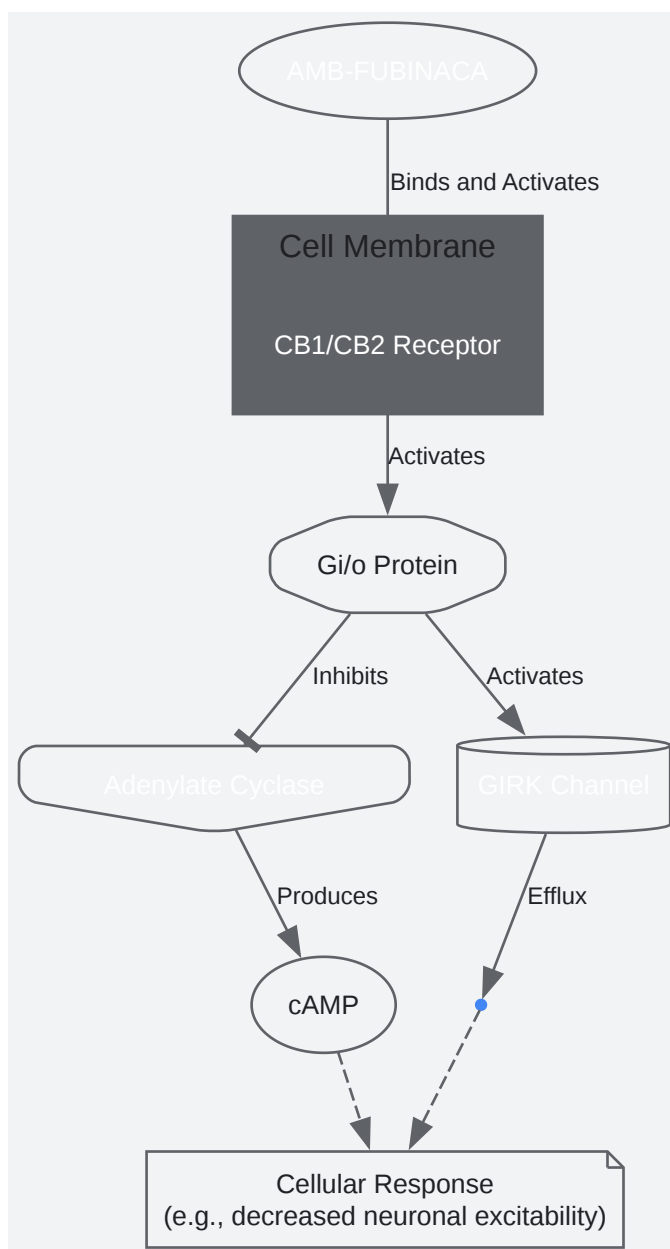 AMB-FUBINACA
Binds and Activates
Cell Membrane
CB1/CB2 Receptor
Activates
Gi/o Protein
Inhibits
Activates
Adenylate Cyclase
GIRK Channel
Produces
Efflux
cAMP
Cellular Response
(e.g., decreased neuronal excitability)